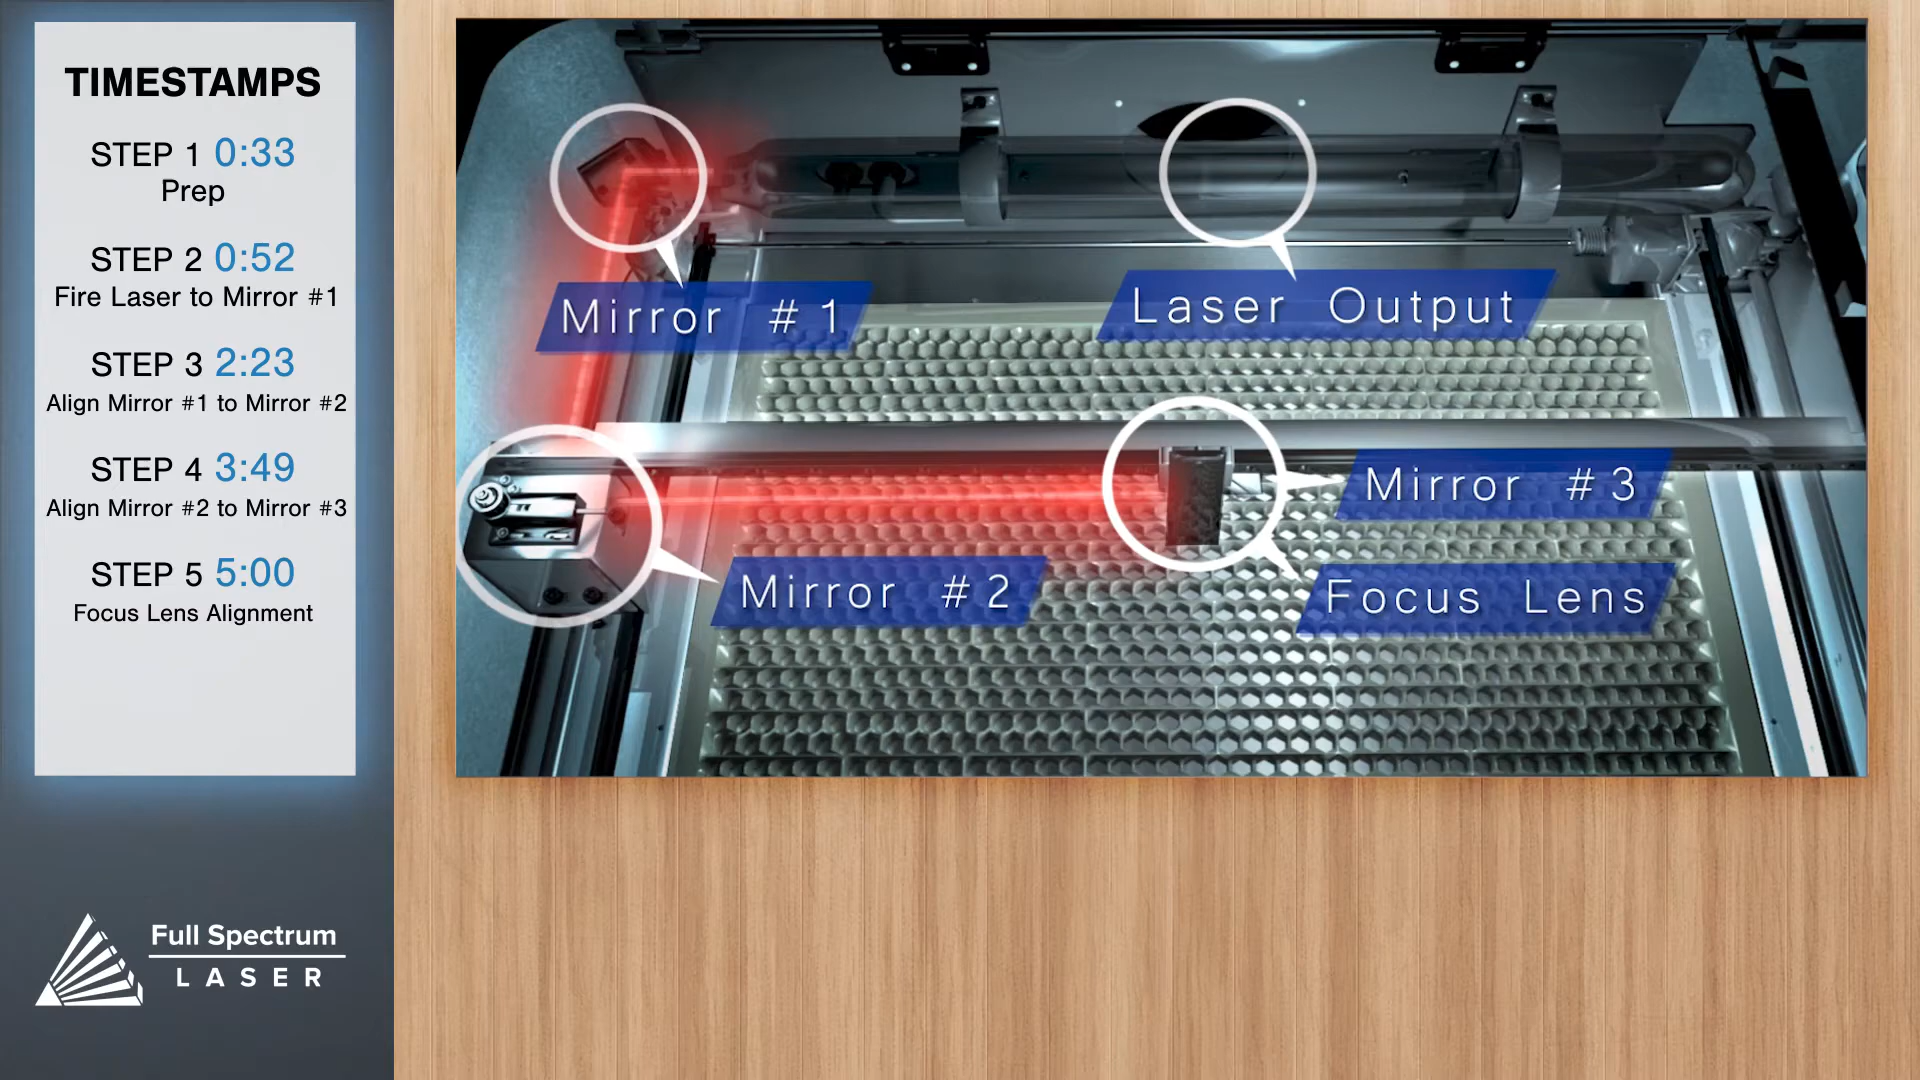 TIMESTAMPS
STEP 1 0:33
Prep
STEP 2 0:52
Fire Laser to Mirror #1
STEP 3 2:23
Align Mirror #1 to Mirror #2
STEP 4 3:49
Align Mirror #2 to Mirror #3
STEP 5 5:00
Focus Lens Alignment
Full Spectrum
LASER
Mirror #1
Laser Output
Mirror #3
Mirror #2
Focus Lens